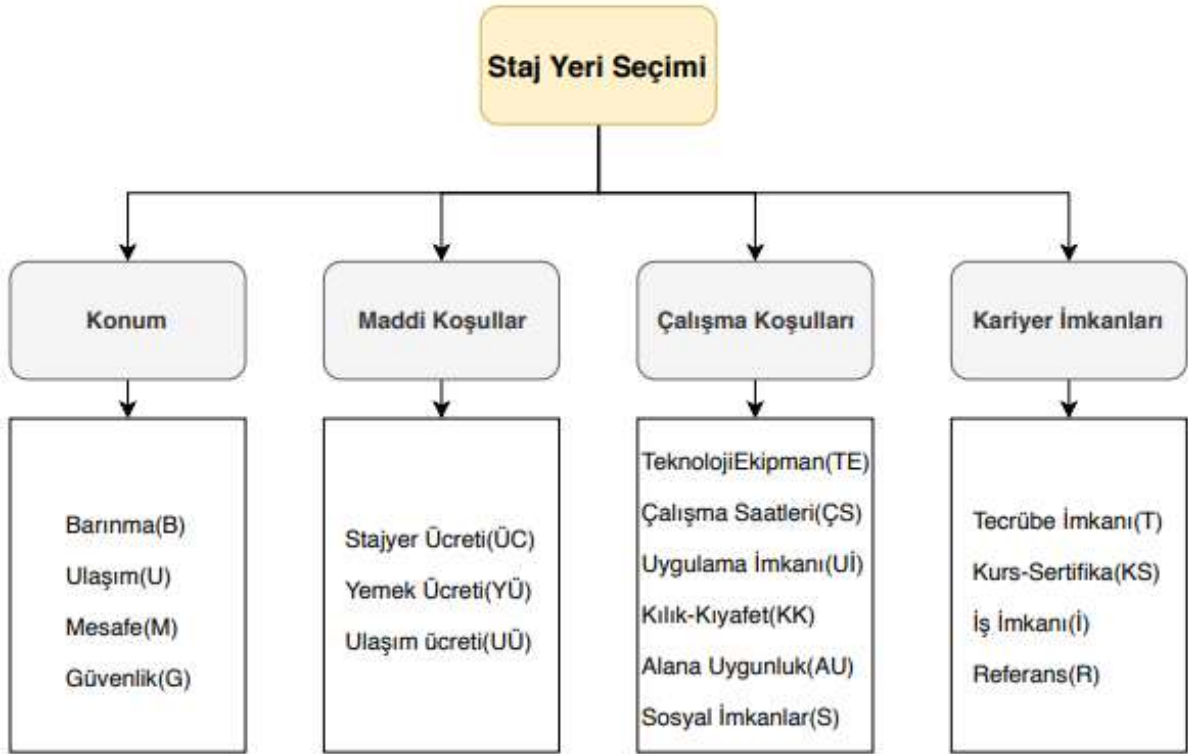 Staj Yeri Seçimi
Konum
Maddi Koşullar
Çalışma Koşulları
Kariyer İmkanları
Barınma(B)
Ulaşım(U)
Mesafe(M)
Güvenlik(G)
Stajyer Ücreti(ÜC)
Yemek Ücreti(YÜ)
Ulaşım ücreti(UÜ)
TeknolojiEkipman(TE)
Çalışma Saatleri(ÇS)
Uygulama İmkanı(Uİ)
Kılık-Kıyafet(KK)
Alana Uygunluk(AU)
Sosyal İmkanlar(S)
Tecrübe İmkanı(T)
Kurs-Sertifika(KS)
İş İmkanı(İ)
Referans(R)